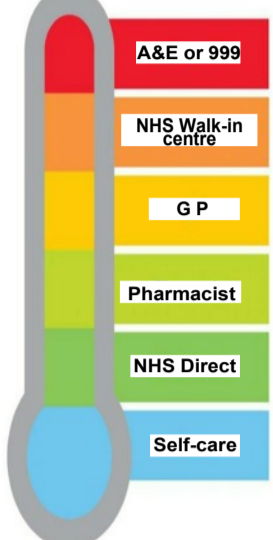 A&E or 999
NHS Walk-in
centre
G P
Pharmacist
NHS Direct
Self-care